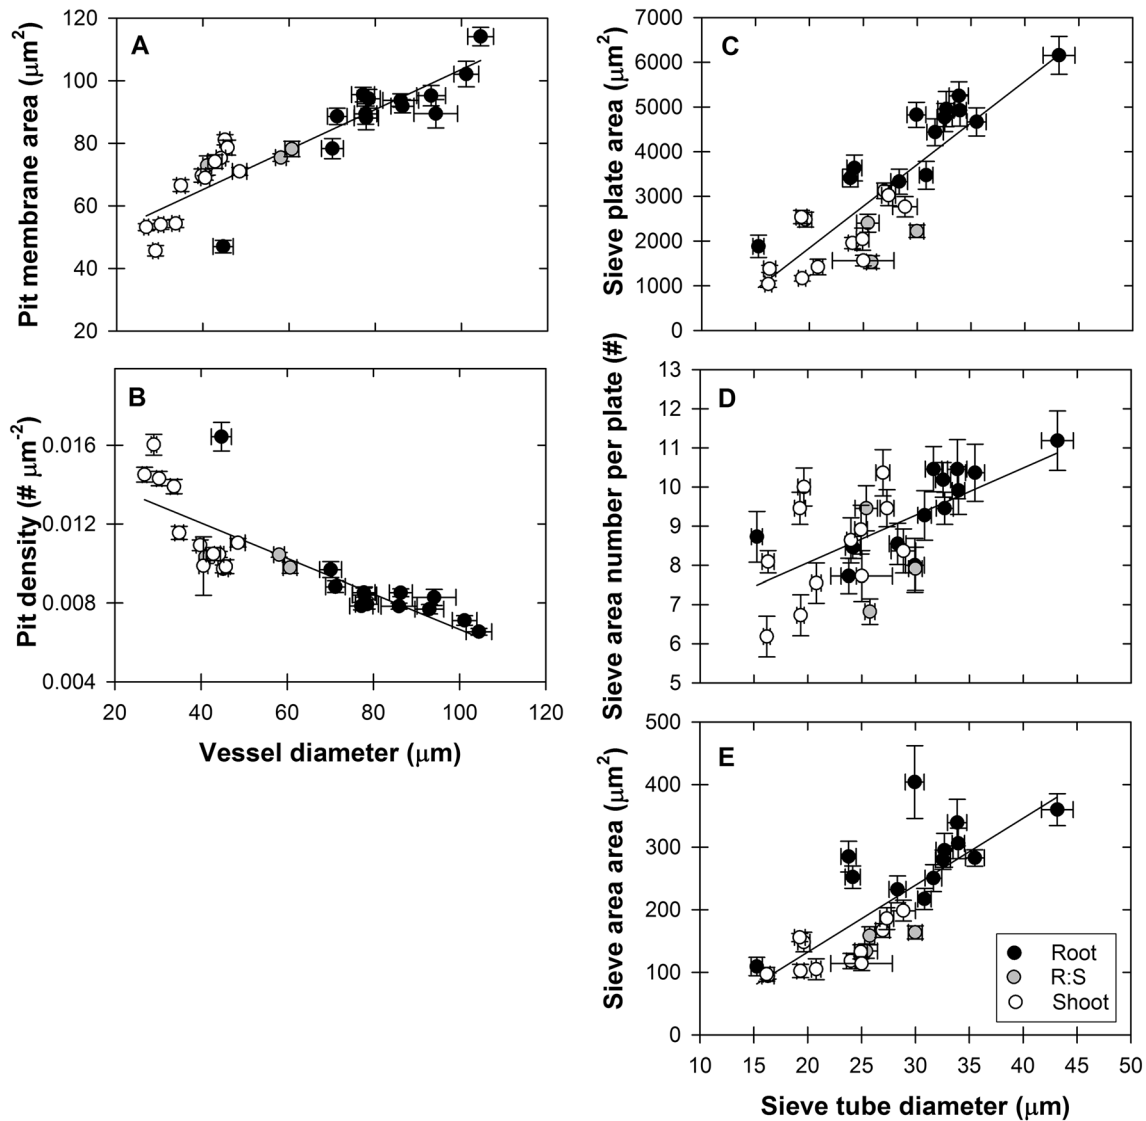 A
Pit membrane area (μm²)
120
100
80
60
40
20
B
Pit density (# μm⁻²)
0.016
0.012
0.008
0.004
20 40 60 80 100 120
Vessel diameter (μm)
C
Sieve plate area (μm²)
7000
6000
5000
4000
3000
2000
1000
0
D
Sieve area number per plate (#)
13
12
11
10
9
8
7
6
5
E
Sieve area area (μm²)
500
400
300
200
100
0
Root
R:S
Shoot
10 15 20 25 30 35 40 45 50
Sieve tube diameter (μm)